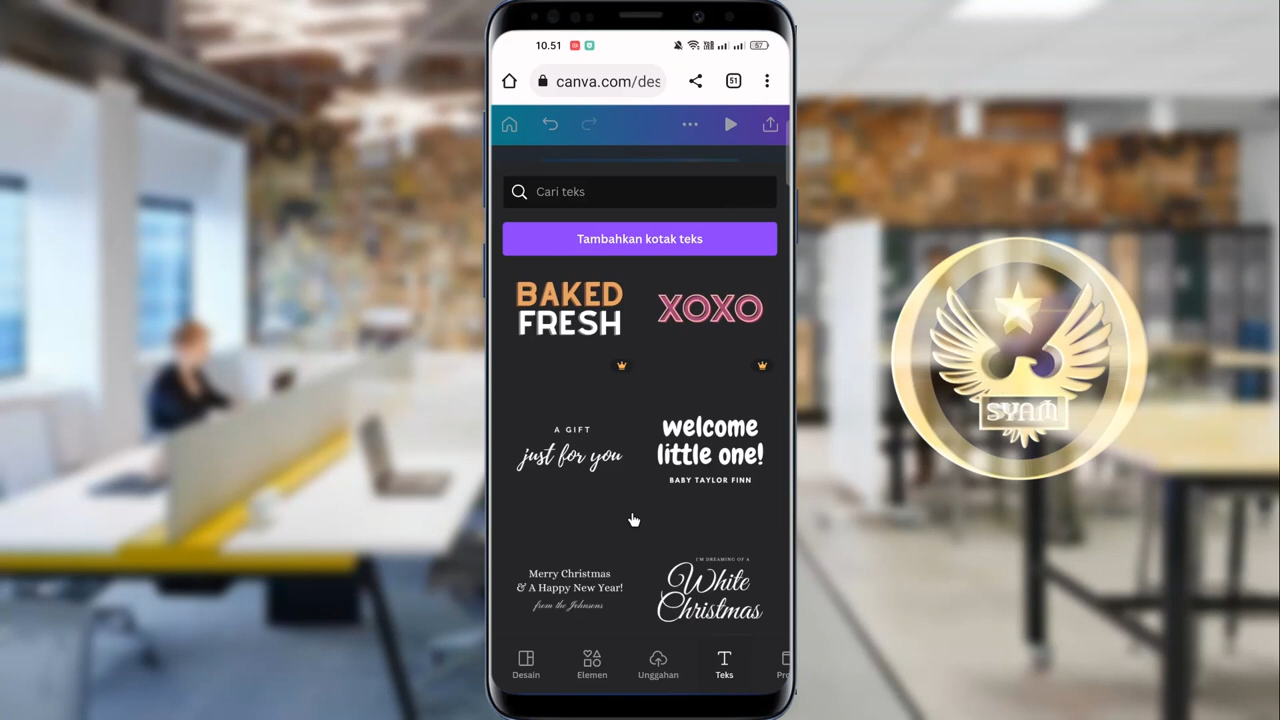 10.51
57
canva.com/des
51
Cari teks
Tambahkan kotak teks
BAKED
FRESH
XOXO
A GIFT
just for you
welcome
little one!
BABY TAYLOR FINN
Merry Christmas
& A Happy New Year!
from the Johnsons
I'M DREAMING OF A
White
Christmas
Desain
Elemen
Unggahan
Teks
Pro
SYAM